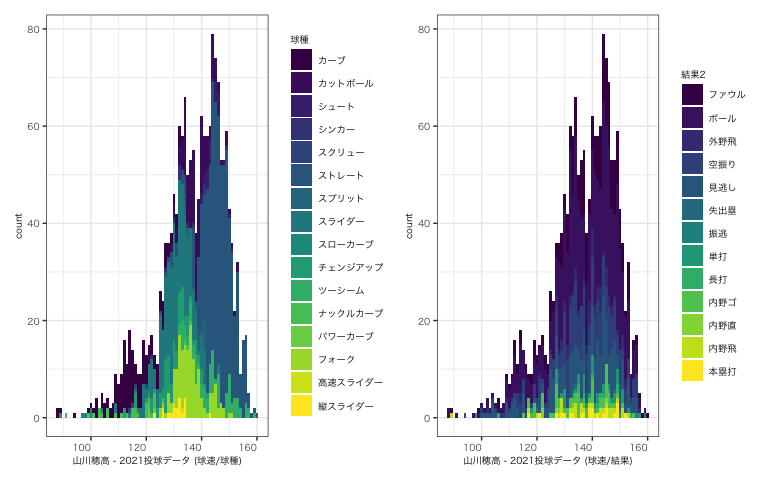 球種
カーブ
カットボール
シュート
シンカー
スクリュー
ストレート
スプリット
スライダー
スローカーブ
チェンジアップ
ツーシーム
ナックルカーブ
パワーカーブ
フォーク
高速スライダー
縦スライダー
80
60
40
20
0
count
100 120 140 160
山川穂高 - 2021投球データ (球速/球種)
結果2
ファウル
ボール
外野飛
空振り
見逃し
失出塁
振逃
単打
長打
内野ゴ
内野直
内野飛
本塁打
80
60
40
20
0
count
100 120 140 160
山川穂高 - 2021投球データ (球速/結果)